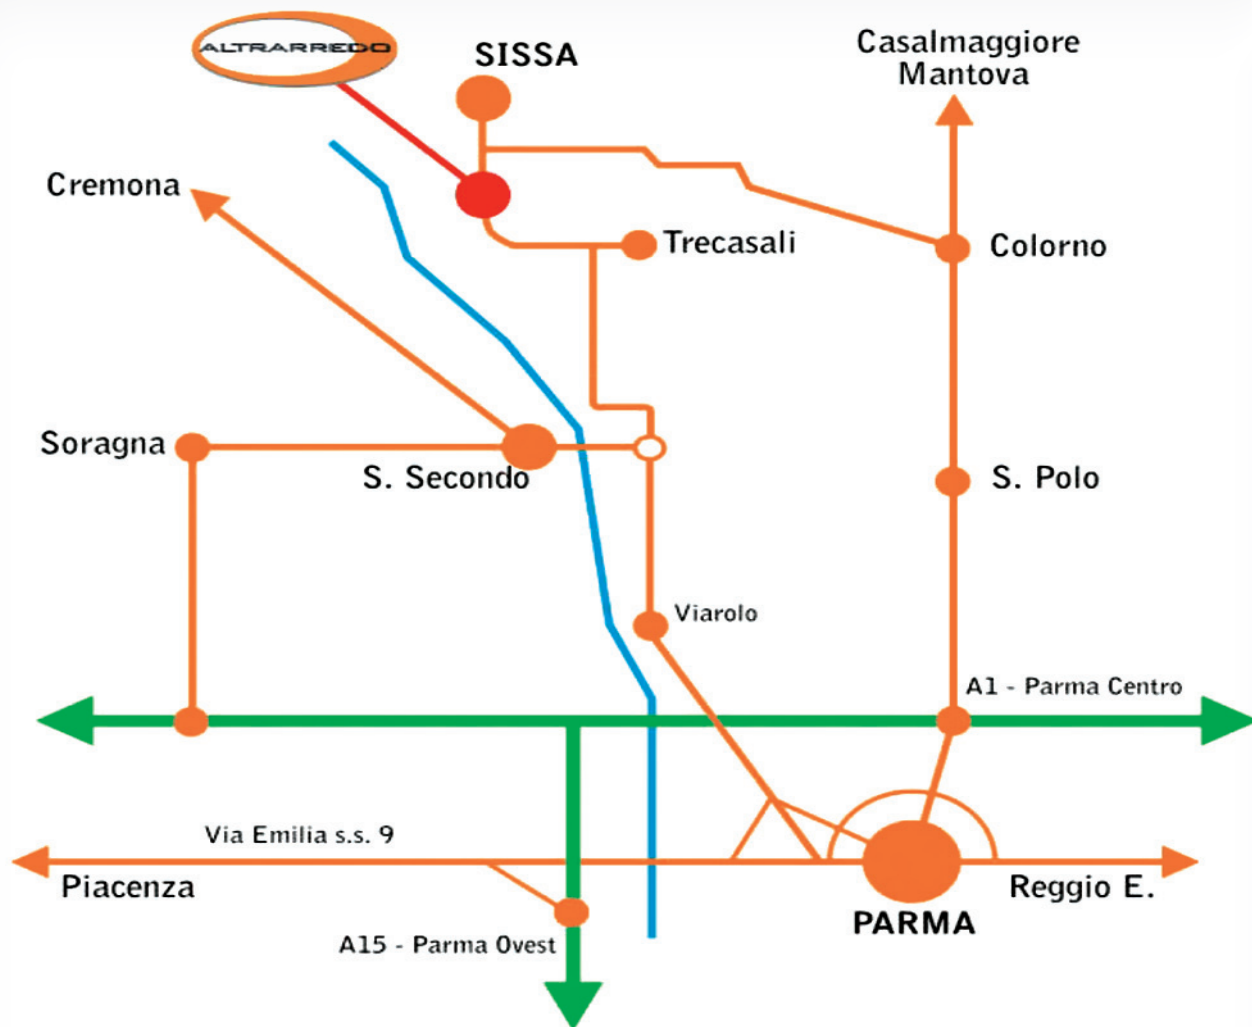 ALTRARREDO
SISSA
Casalmaggiore
Mantova
Cremona
Trecasali
Colorno
Soragna
S. Secondo
S. Polo
Viarolo
A1 - Parma Centro
Via Emilia s.s. 9
Piacenza
Reggio E.
PARMA
A15 - Parma Ovest